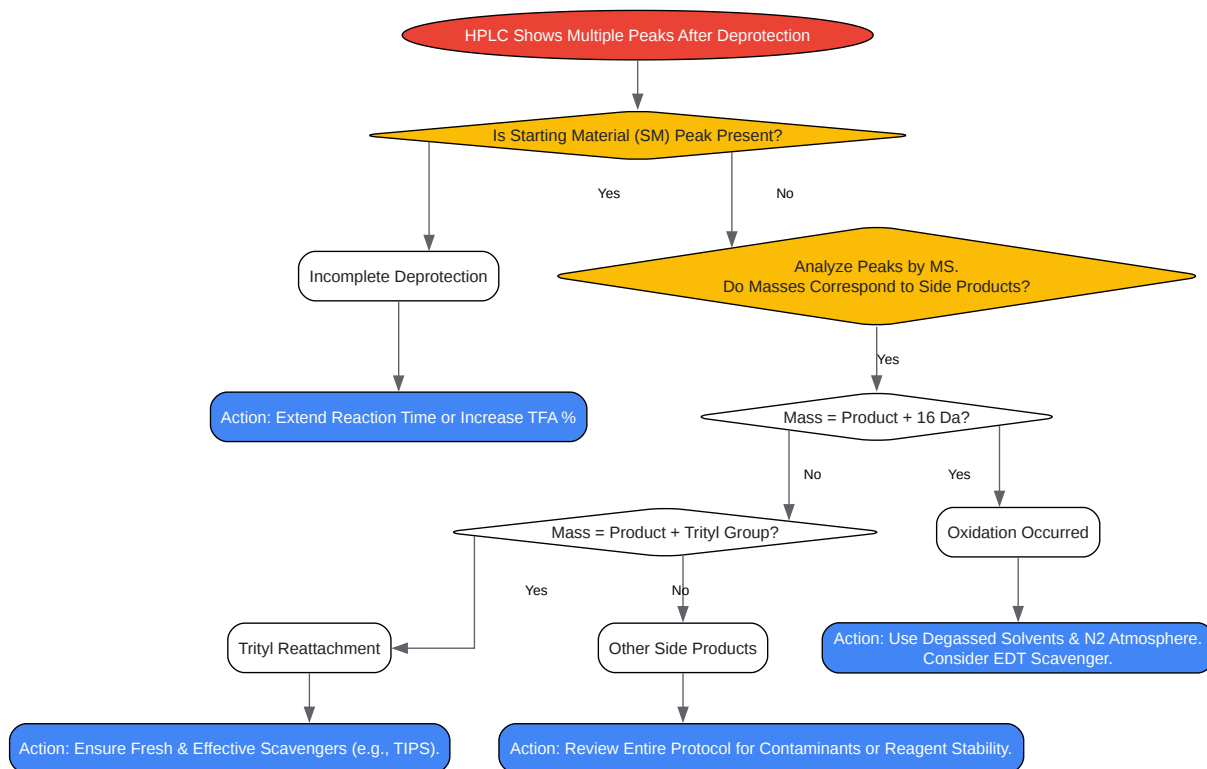 HPLC Shows Multiple Peaks After Deprotection
Is Starting Material (SM) Peak Present?
Yes
No
Incomplete Deprotection
Analyze Peaks by MS.
Do Masses Correspond to Side Products?
Yes
Action: Extend Reaction Time or Increase TFA %
Mass = Product + 16 Da?
No
Yes
Mass = Product + Trityl Group?
Oxidation Occurred
Yes
No
Trityl Reattachment
Other Side Products
Action: Use Degassed Solvents & N2 Atmosphere.
Consider EDT Scavenger.
Action: Ensure Fresh & Effective Scavengers (e.g., TIPS).
Action: Review Entire Protocol for Contaminants or Reagent Stability.